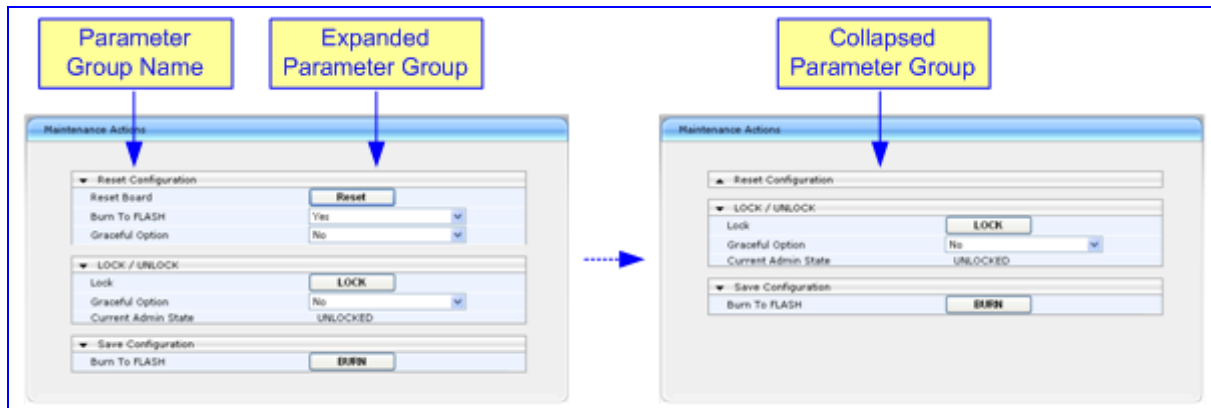 Parameter
Group Name
Expanded
Parameter Group
Collapsed
Parameter Group
Maintenance Actions
Reset Configuration
Reset Board Reset
Burn To FLASH Yes
Graceful Option No
LOCK / UNLOCK
Lock LOCK
Graceful Option No
Current Admin State UNLOCKED
Save Configuration
Burn To FLASH BURN
Maintenance Actions
Reset Configuration
LOCK / UNLOCK
Lock LOCK
Graceful Option No
Current Admin State UNLOCKED
Save Configuration
Burn To FLASH BURN